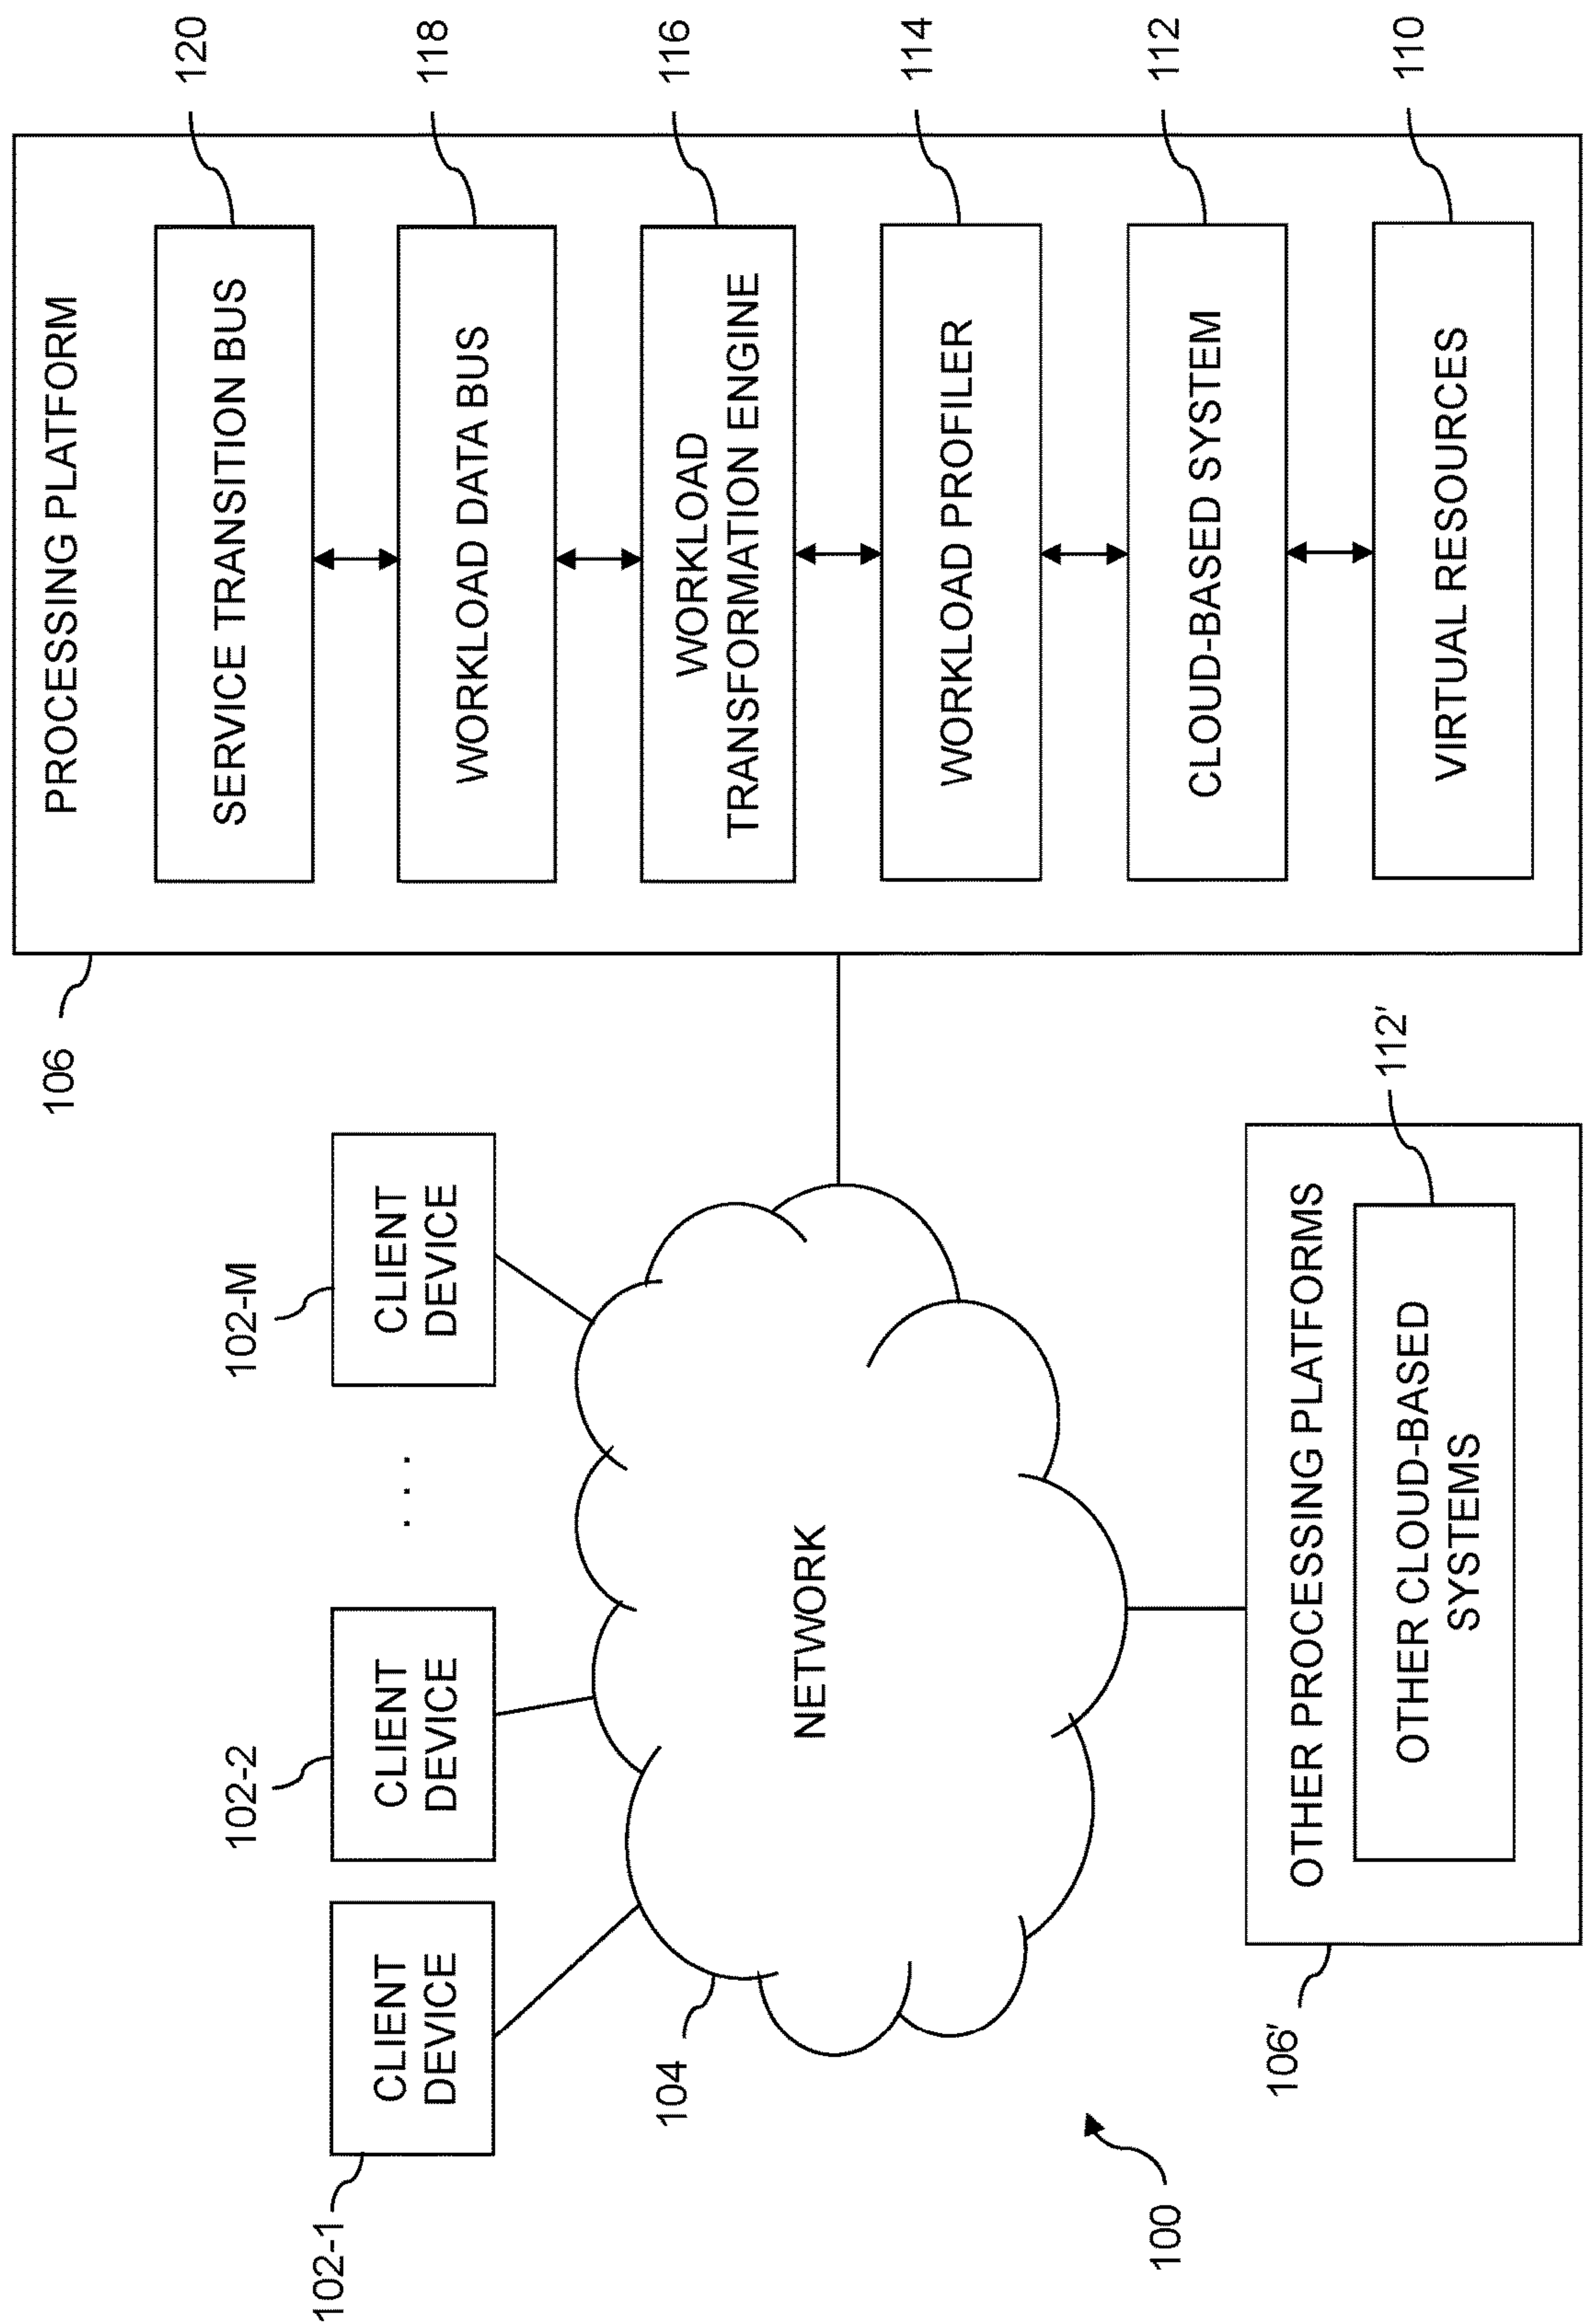 102-1
CLIENT
DEVICE
102-2
CLIENT
DEVICE
. . .
102-M
CLIENT
DEVICE
104
NETWORK
100
106
PROCESSING PLATFORM
SERVICE TRANSITION BUS
120
WORKLOAD DATA BUS
118
WORKLOAD
TRANSFORMATION ENGINE
116
WORKLOAD PROFILER
114
CLOUD-BASED SYSTEM
112
VIRTUAL RESOURCES
110
106'
OTHER PROCESSING PLATFORMS
OTHER CLOUD-BASED
SYSTEMS
112'